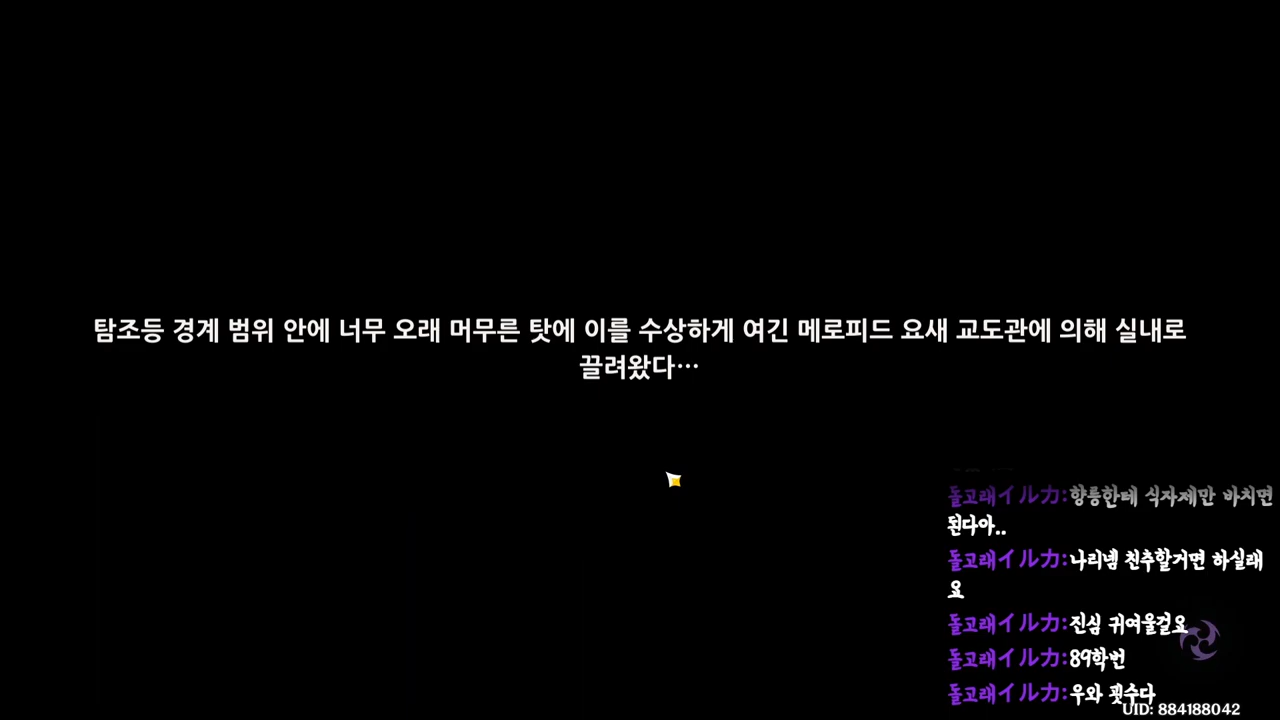 탐조등 경계 범위 안에 너무 오래 머무른 탓에 이를 수상하게 여긴 메로피드 요새 교도관에 의해 실내로
끌려왔다…
돌고래イルカ:향릉한테 식자재만 바치면
된다아..
돌고래イルカ:나리넴 친추할거면 하실래
요
돌고래イルカ:진심 귀여울걸요
돌고래イルカ:89학번
돌고래イルカ:우와 굇수다
UID: 884188042